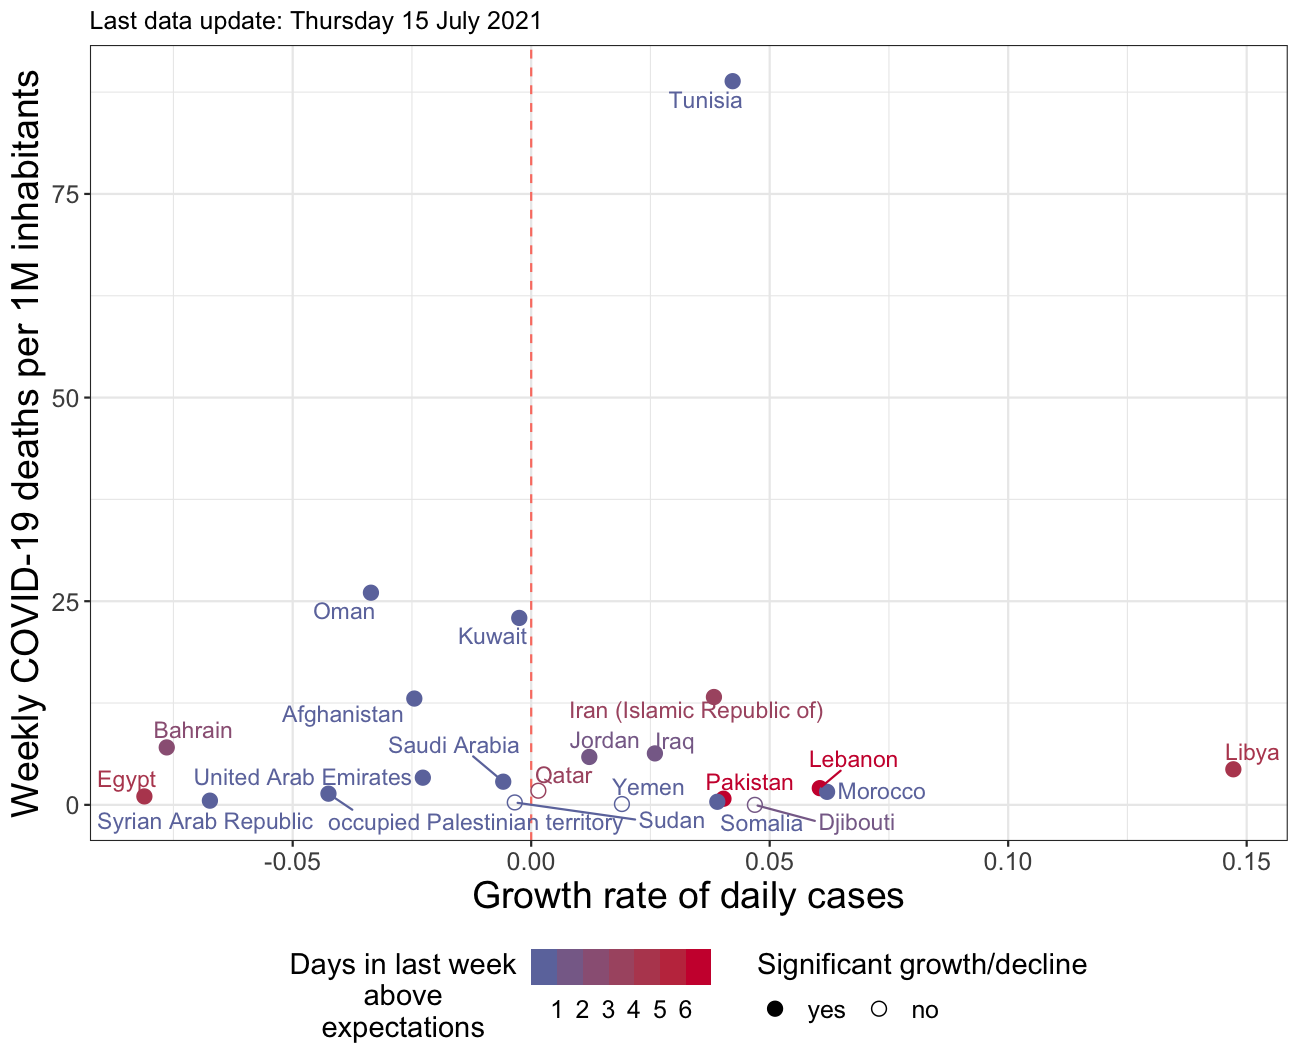 Last data update: Thursday 15 July 2021
Weekly COVID-19 deaths per 1M inhabitants
75
50
25
0
Tunisia
Oman
Kuwait
Afghanistan
Iran (Islamic Republic of)
Bahrain
Saudi Arabia
Jordan
Iraq
Libya
Lebanon
Egypt
United Arab Emirates
Qatar
Yemen
Pakistan
Morocco
Syrian Arab Republic
occupied Palestinian territory
Sudan
Somalia
Djibouti
-0.05
0.00
0.05
0.10
0.15
Growth rate of daily cases
Days in last week
above
expectations
1 2 3 4 5 6
Significant growth/decline
yes
no